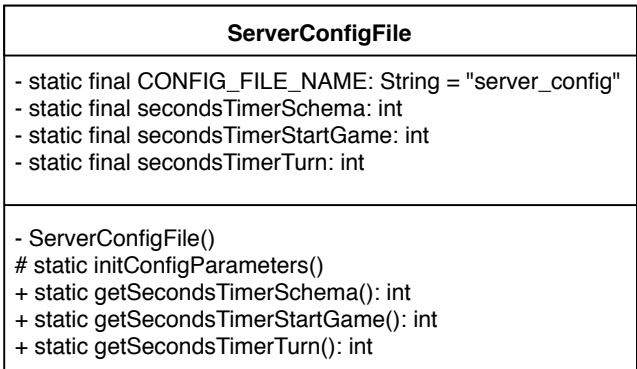 ServerConfigFile
- static final CONFIG_FILE_NAME: String = "server_config"
- static final secondsTimerSchema: int
- static final secondsTimerStartGame: int
- static final secondsTimerTurn: int
- ServerConfigFile()
# static initConfigParameters()
+ static getSecondsTimerSchema(): int
+ static getSecondsTimerStartGame(): int
+ static getSecondsTimerTurn(): int